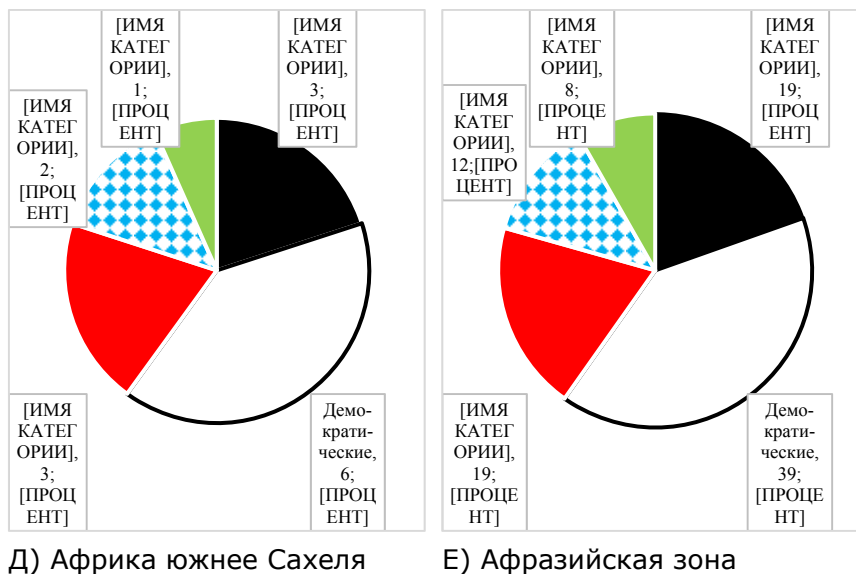 [ИМЯ
КАТЕГ
ОРИИ],
1;
[ПРОЦ
ЕНТ]
[ИМЯ
КАТЕГ
ОРИИ],
3;
[ПРОЦ
ЕНТ]
[ИМЯ
КАТЕГ
ОРИИ],
2;
[ПРОЦ
ЕНТ]
[ИМЯ
КАТЕГ
ОРИИ],
3;
[ПРОЦ
ЕНТ]
Демо-
крати-
ческие,
6;
[ПРОЦ
ЕНТ]
Д) Африка южнее Сахеля
[ИМЯ
КАТЕГ
ОРИИ],
8;
[ПРОЦЕ
НТ]
[ИМЯ
КАТЕГ
ОРИИ],
19;
[ПРОЦ
ЕНТ]
[ИМЯ
КАТЕГ
ОРИИ],
12;[ПРО
ЦЕНТ]
[ИМЯ
КАТЕГ
ОРИИ],
19;
[ПРОЦЕ
НТ]
Демо-
крати-
ческие,
39;
[ПРОЦЕ
НТ]
Е) Афразийская зона